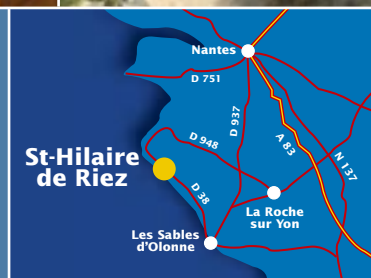 Nantes
D 751
D 937
D 948
A 83
N 137
St-Hilaire
de Riez
D 38
La Roche
sur Yon
Les Sables
d'Olonne